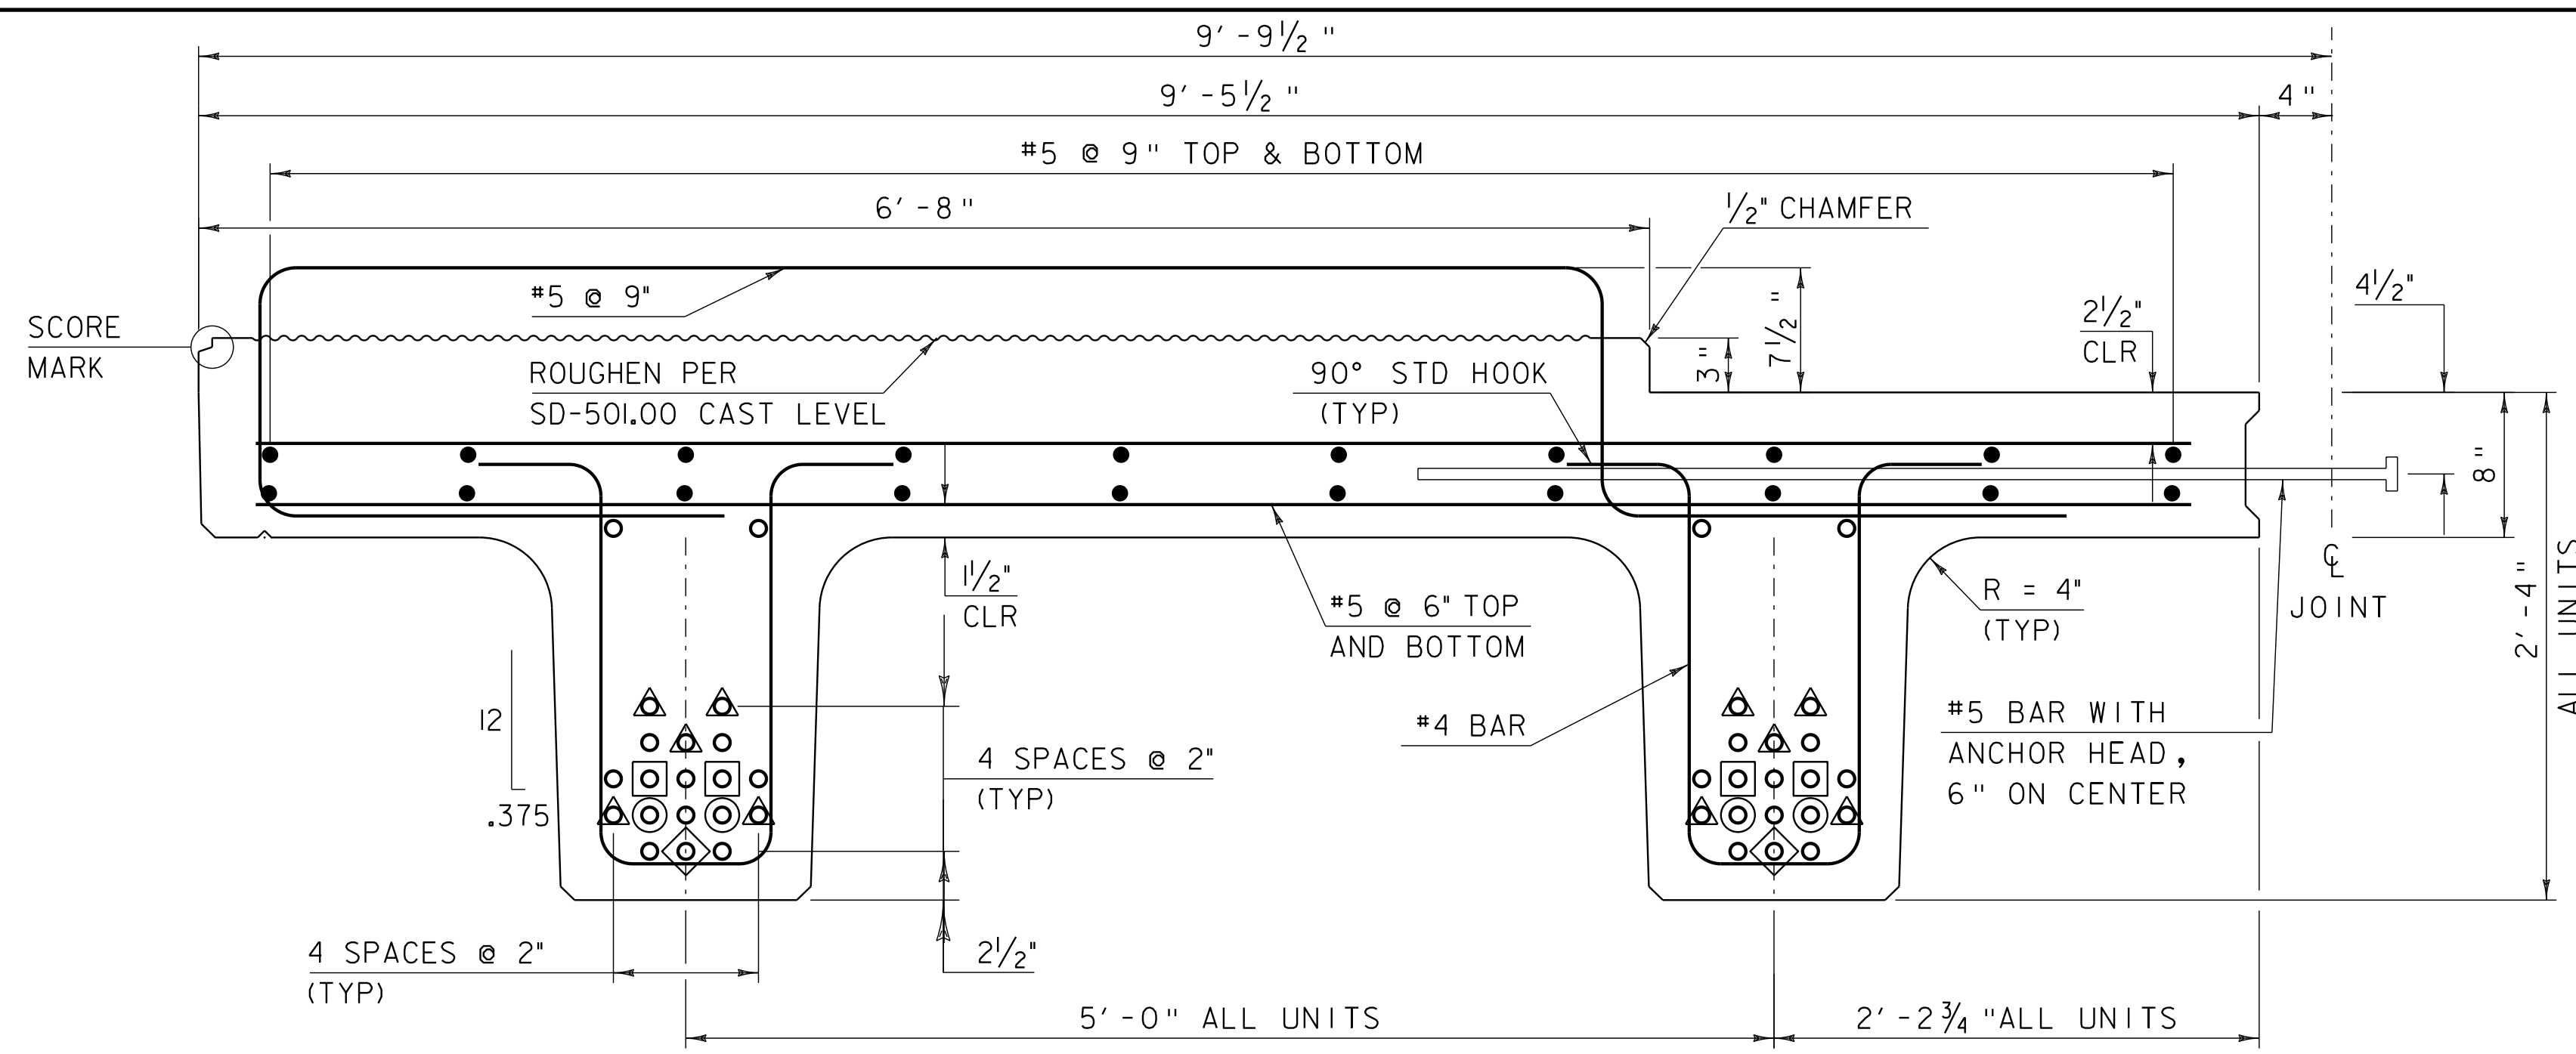 9'-9½"
9'-5½"
4"
#5 @ 9" TOP & BOTTOM
6'-8"
½" CHAMFER
#5 @ 9"
SCORE
MARK
ROUGHEN PER
SD-501.00 CAST LEVEL
90° STD HOOK
(TYP)
3"
7½"
2½"
CLR
4½"
8"
2'-4"
ALL UNITS
℄
JOINT
1½"
CLR
#5 @ 6" TOP
AND BOTTOM
R = 4"
(TYP)
12
.375
#4 BAR
#5 BAR WITH
ANCHOR HEAD,
6" ON CENTER
4 SPACES @ 2"
(TYP)
4 SPACES @ 2"
(TYP)
2½"
5'-0" ALL UNITS
2'-2¾" ALL UNITS